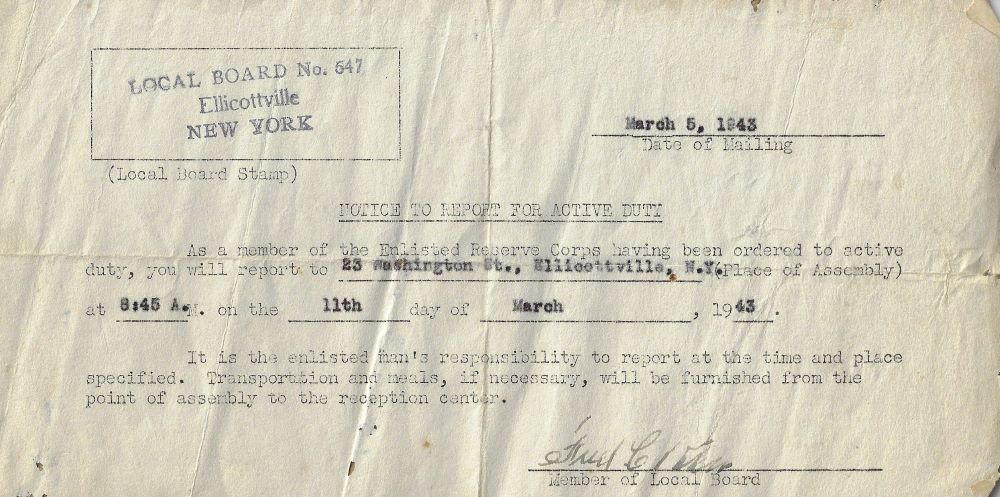 LOCAL BOARD No. 547
Ellicottville
NEW YORK
(Local Board Stamp)
March 5, 1943
Date of Mailing
NOTICE TO REPORT FOR ACTIVE DUTY
As a member of the Enlisted Reserve Corps having been ordered to active
duty, you will report to 23 Washington St., Ellicottville, N.Y. (Place of Assembly)
at 8:45 A.M. on the 11th day of March, 1943.
It is the enlisted man's responsibility to report at the time and place
specified. Transportation and meals, if necessary, will be furnished from the
point of assembly to the reception center.
Fred C
Member of Local Board